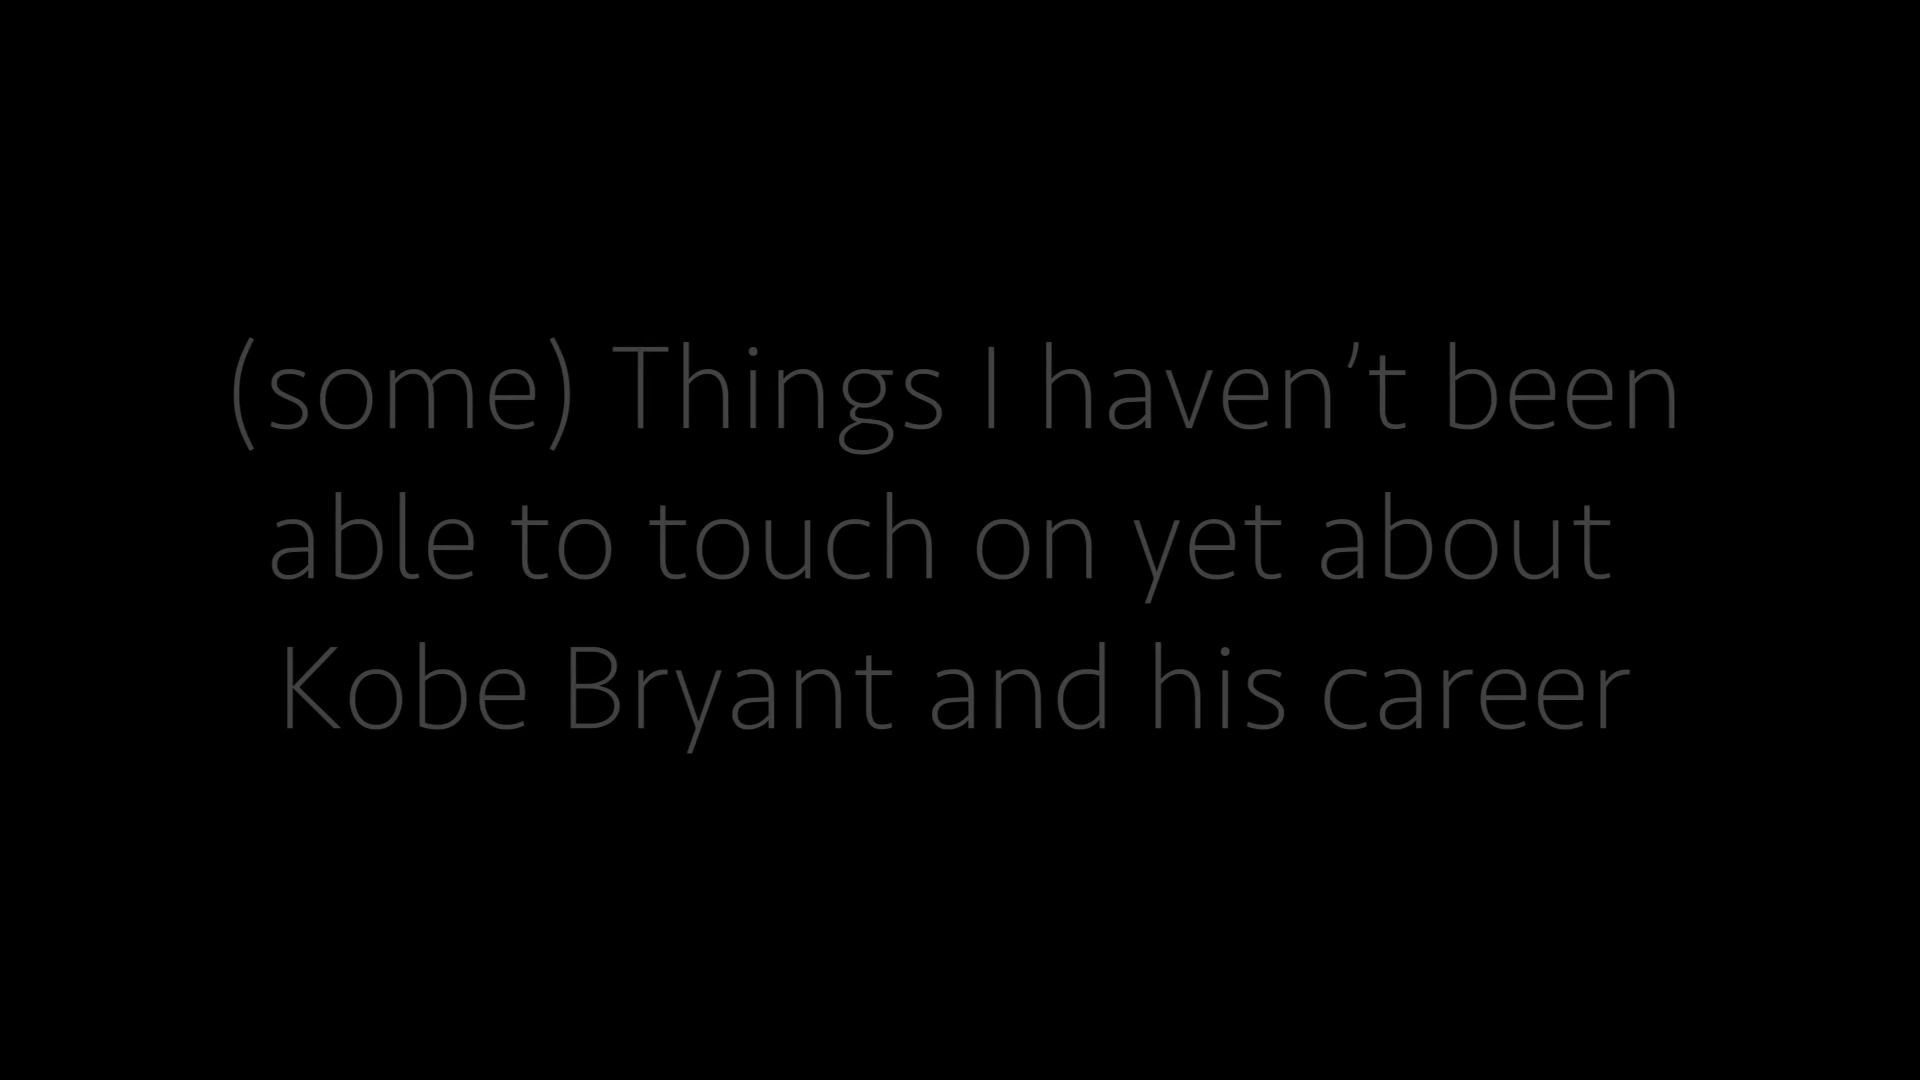 (some) Things I haven’t been
able to touch on yet about
Kobe Bryant and his career